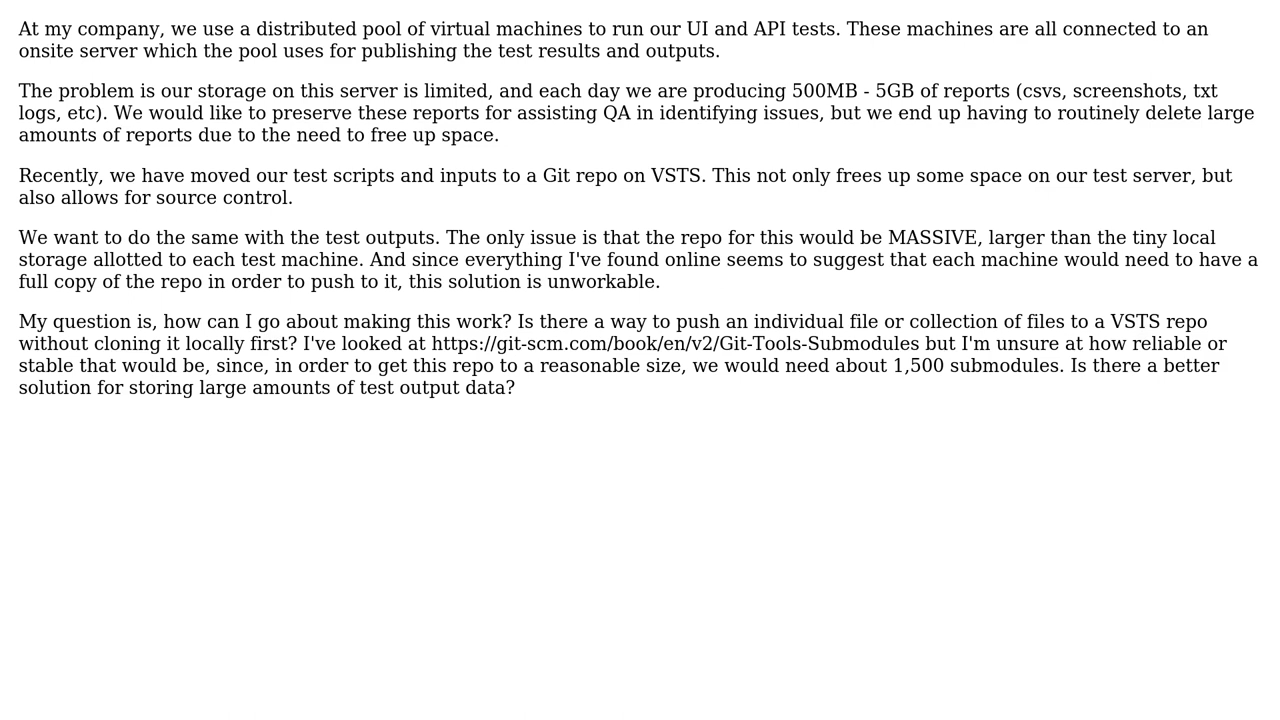 At my company, we use a distributed pool of virtual machines to run our UI and API tests. These machines are all connected to an
onsite server which the pool uses for publishing the test results and outputs.
The problem is our storage on this server is limited, and each day we are producing 500MB - 5GB of reports (csvs, screenshots, txt
logs, etc). We would like to preserve these reports for assisting QA in identifying issues, but we end up having to routinely delete large
amounts of reports due to the need to free up space.
Recently, we have moved our test scripts and inputs to a Git repo on VSTS. This not only frees up some space on our test server, but
also allows for source control.
We want to do the same with the test outputs. The only issue is that the repo for this would be MASSIVE, larger than the tiny local
storage allotted to each test machine. And since everything I've found online seems to suggest that each machine would need to have a
full copy of the repo in order to push to it, this solution is unworkable.
My question is, how can I go about making this work? Is there a way to push an individual file or collection of files to a VSTS repo
without cloning it locally first? I've looked at https://git-scm.com/book/en/v2/Git-Tools-Submodules but I'm unsure at how reliable or
stable that would be, since, in order to get this repo to a reasonable size, we would need about 1,500 submodules. Is there a better
solution for storing large amounts of test output data?